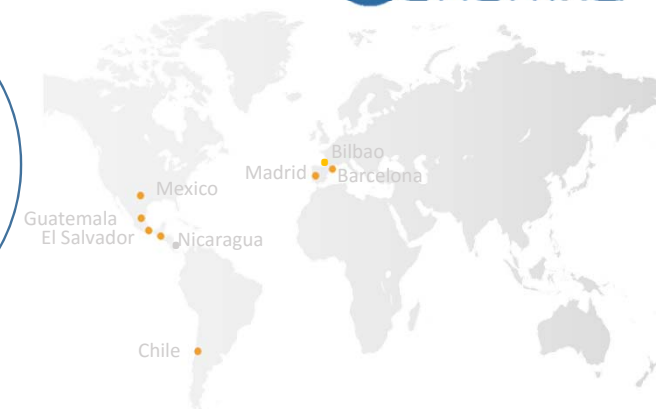 Bilbao
Madrid
Barcelona
Mexico
Guatemala
El Salvador
Nicaragua
Chile